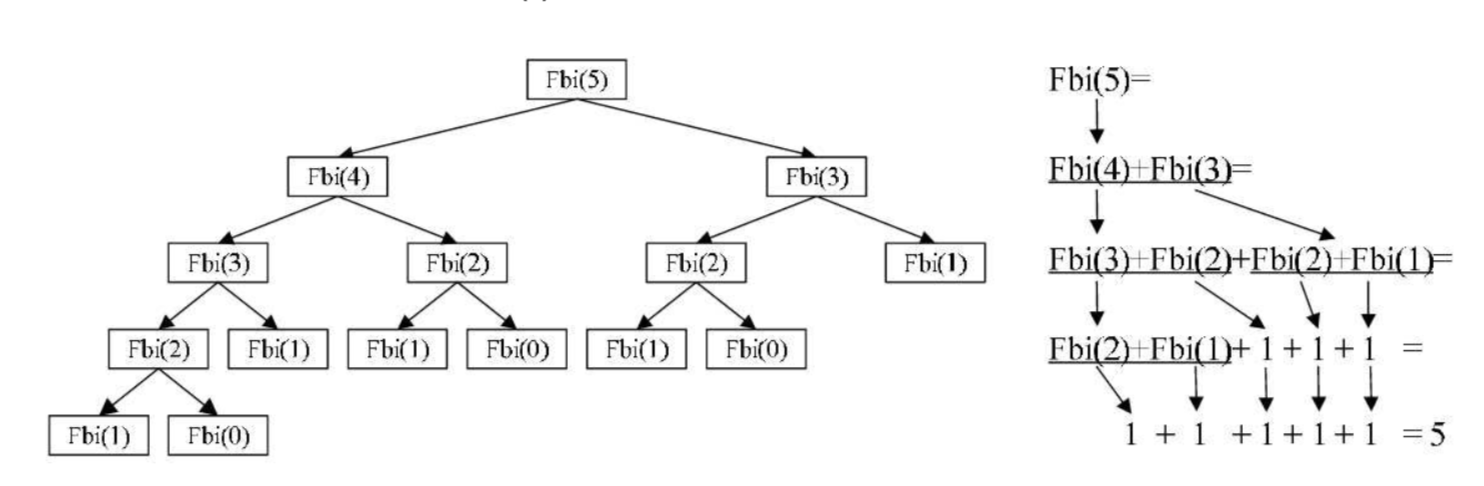 Fbi(5)
Fbi(4) Fbi(3)
Fbi(3) Fbi(2) Fbi(2) Fbi(1)
Fbi(2) Fbi(1) Fbi(1) Fbi(0) Fbi(1) Fbi(0)
Fbi(1) Fbi(0)
Fbi(5)=
Fbi(4)+Fbi(3)=
Fbi(3)+Fbi(2)+Fbi(2)+Fbi(1)=
Fbi(2)+Fbi(1)+ 1 + 1 + 1 =
1 + 1 + 1 + 1 + 1 = 5